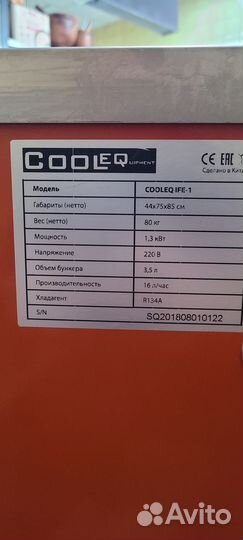 COOLEQ UIPMENT
CE EAC
Сделано в Кита
Модель COOLEQ IFE-1
Габариты (нетто) 44x75x85 см
Вес (нетто) 80 кг
Мощность 1,3 кВт
Напряжение 220 В
Объем бункера 3,5 л
Производительность 16 л/час
Хладагент R134A
S/N SQ201808010122
Avito